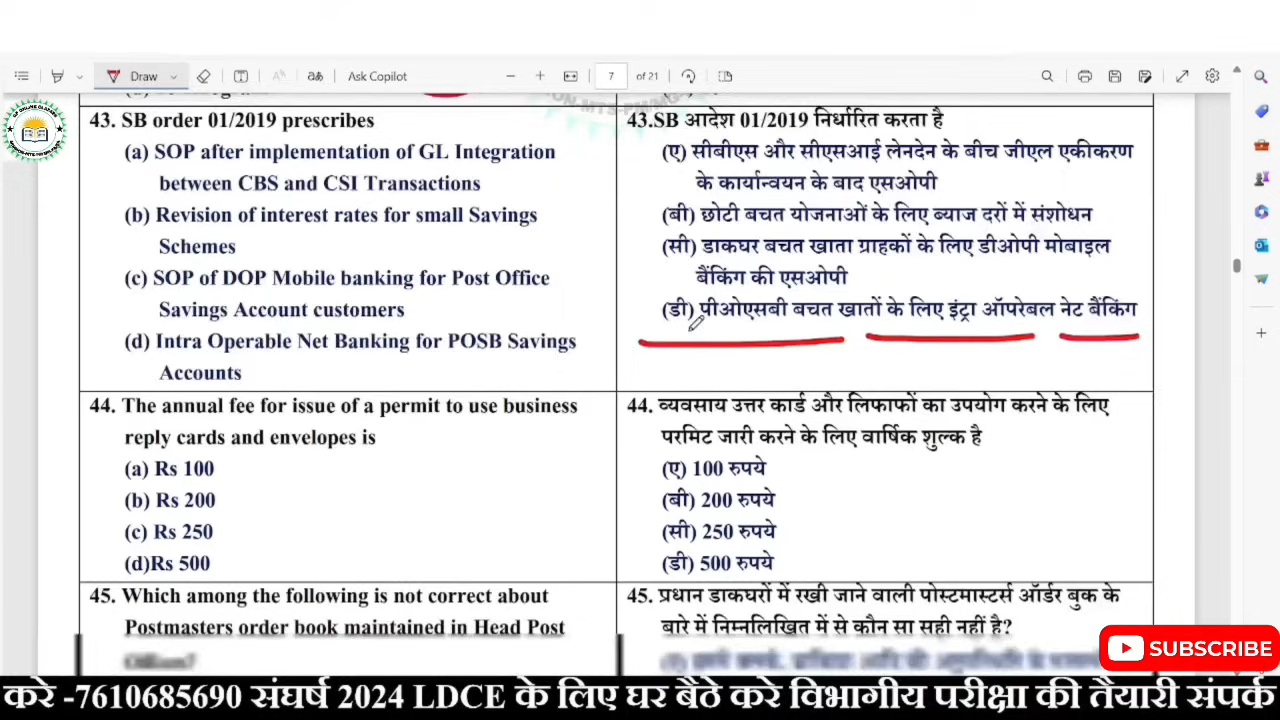 Draw
Ask Copilot
7 of 21
43. SB order 01/2019 prescribes
(a) SOP after implementation of GL Integration
between CBS and CSI Transactions
(b) Revision of interest rates for small Savings
Schemes
(c) SOP of DOP Mobile banking for Post Office
Savings Account customers
(d) Intra Operable Net Banking for POSB Savings
Accounts
43.SB आदेश 01/2019 निर्धारित करता है
(ए) सीबीएस और सीएसआई लेनदेन के बीच जीएल एकीकरण
के कार्यान्वयन के बाद एसओपी
(बी) छोटी बचत योजनाओं के लिए ब्याज दरों में संशोधन
(सी) डाकघर बचत खाता ग्राहकों के लिए डीओपी मोबाइल
बैंकिंग की एसओपी
(डी) पीओएसबी बचत खातों के लिए इंट्रा ऑपरेबल नेट बैंकिंग
44. The annual fee for issue of a permit to use business
reply cards and envelopes is
(a) Rs 100
(b) Rs 200
(c) Rs 250
(d)Rs 500
44. व्यवसाय उत्तर कार्ड और लिफाफों का उपयोग करने के लिए
परमिट जारी करने के लिए वार्षिक शुल्क है
(ए) 100 रुपये
(बी) 200 रुपये
(सी) 250 रुपये
(डी) 500 रुपये
45. Which among the following is not correct about
Postmasters order book maintained in Head Post
45. प्रधान डाकघरों में रखी जाने वाली पोस्टमास्टर्स ऑर्डर बुक के
बारे में निम्नलिखित में से कौन सा सही नहीं है?
SUBSCRIBE
करे -7610685690 संघर्ष 2024 LDCE के लिए घर बैठे करे विभागीय परीक्षा की तैयारी संपर्क